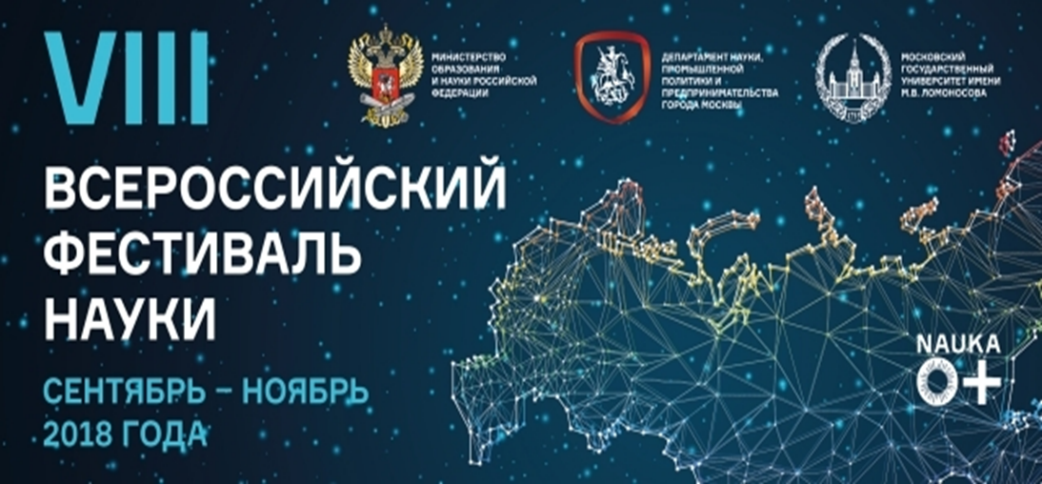 VIII
ВСЕРОССИЙСКИЙ
ФЕСТИВАЛЬ
НАУКИ
СЕНТЯБРЬ – НОЯБРЬ
2018 ГОДА
МИНИСТЕРСТВО
ОБРАЗОВАНИЯ
И НАУКИ РОССИЙСКОЙ
ФЕДЕРАЦИИ
ДЕПАРТАМЕНТ НАУКИ,
ПРОМЫШЛЕННОЙ
ПОЛИТИКИ И
ПРЕДПРИНИМАТЕЛЬСТВА
ГОРОДА МОСКВЫ
МОСКОВСКИЙ
ГОСУДАРСТВЕННЫЙ
УНИВЕРСИТЕТ ИМЕНИ
М.В. ЛОМОНОСОВА
NAUKA
0+